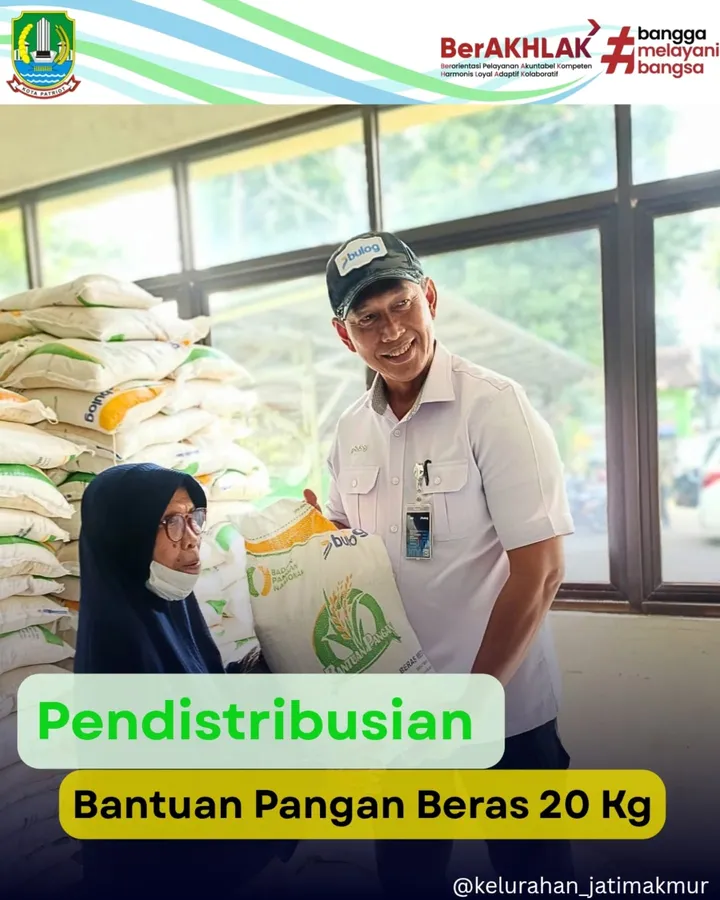 KOTA PATRIOT
BerAKHLAK
Berorientasi Pelayanan Akuntabel Kompeten
Harmonis Loyal Adaptif Kolaboratif
#bangga
melayani
bangsa
bulog
bulog
bulog
BADAN
PANGAN
NASIONAL
BANTUAN PANGAN
Pendistribusian
Bantuan Pangan Beras 20 Kg
@kelurahan_jatimakmur